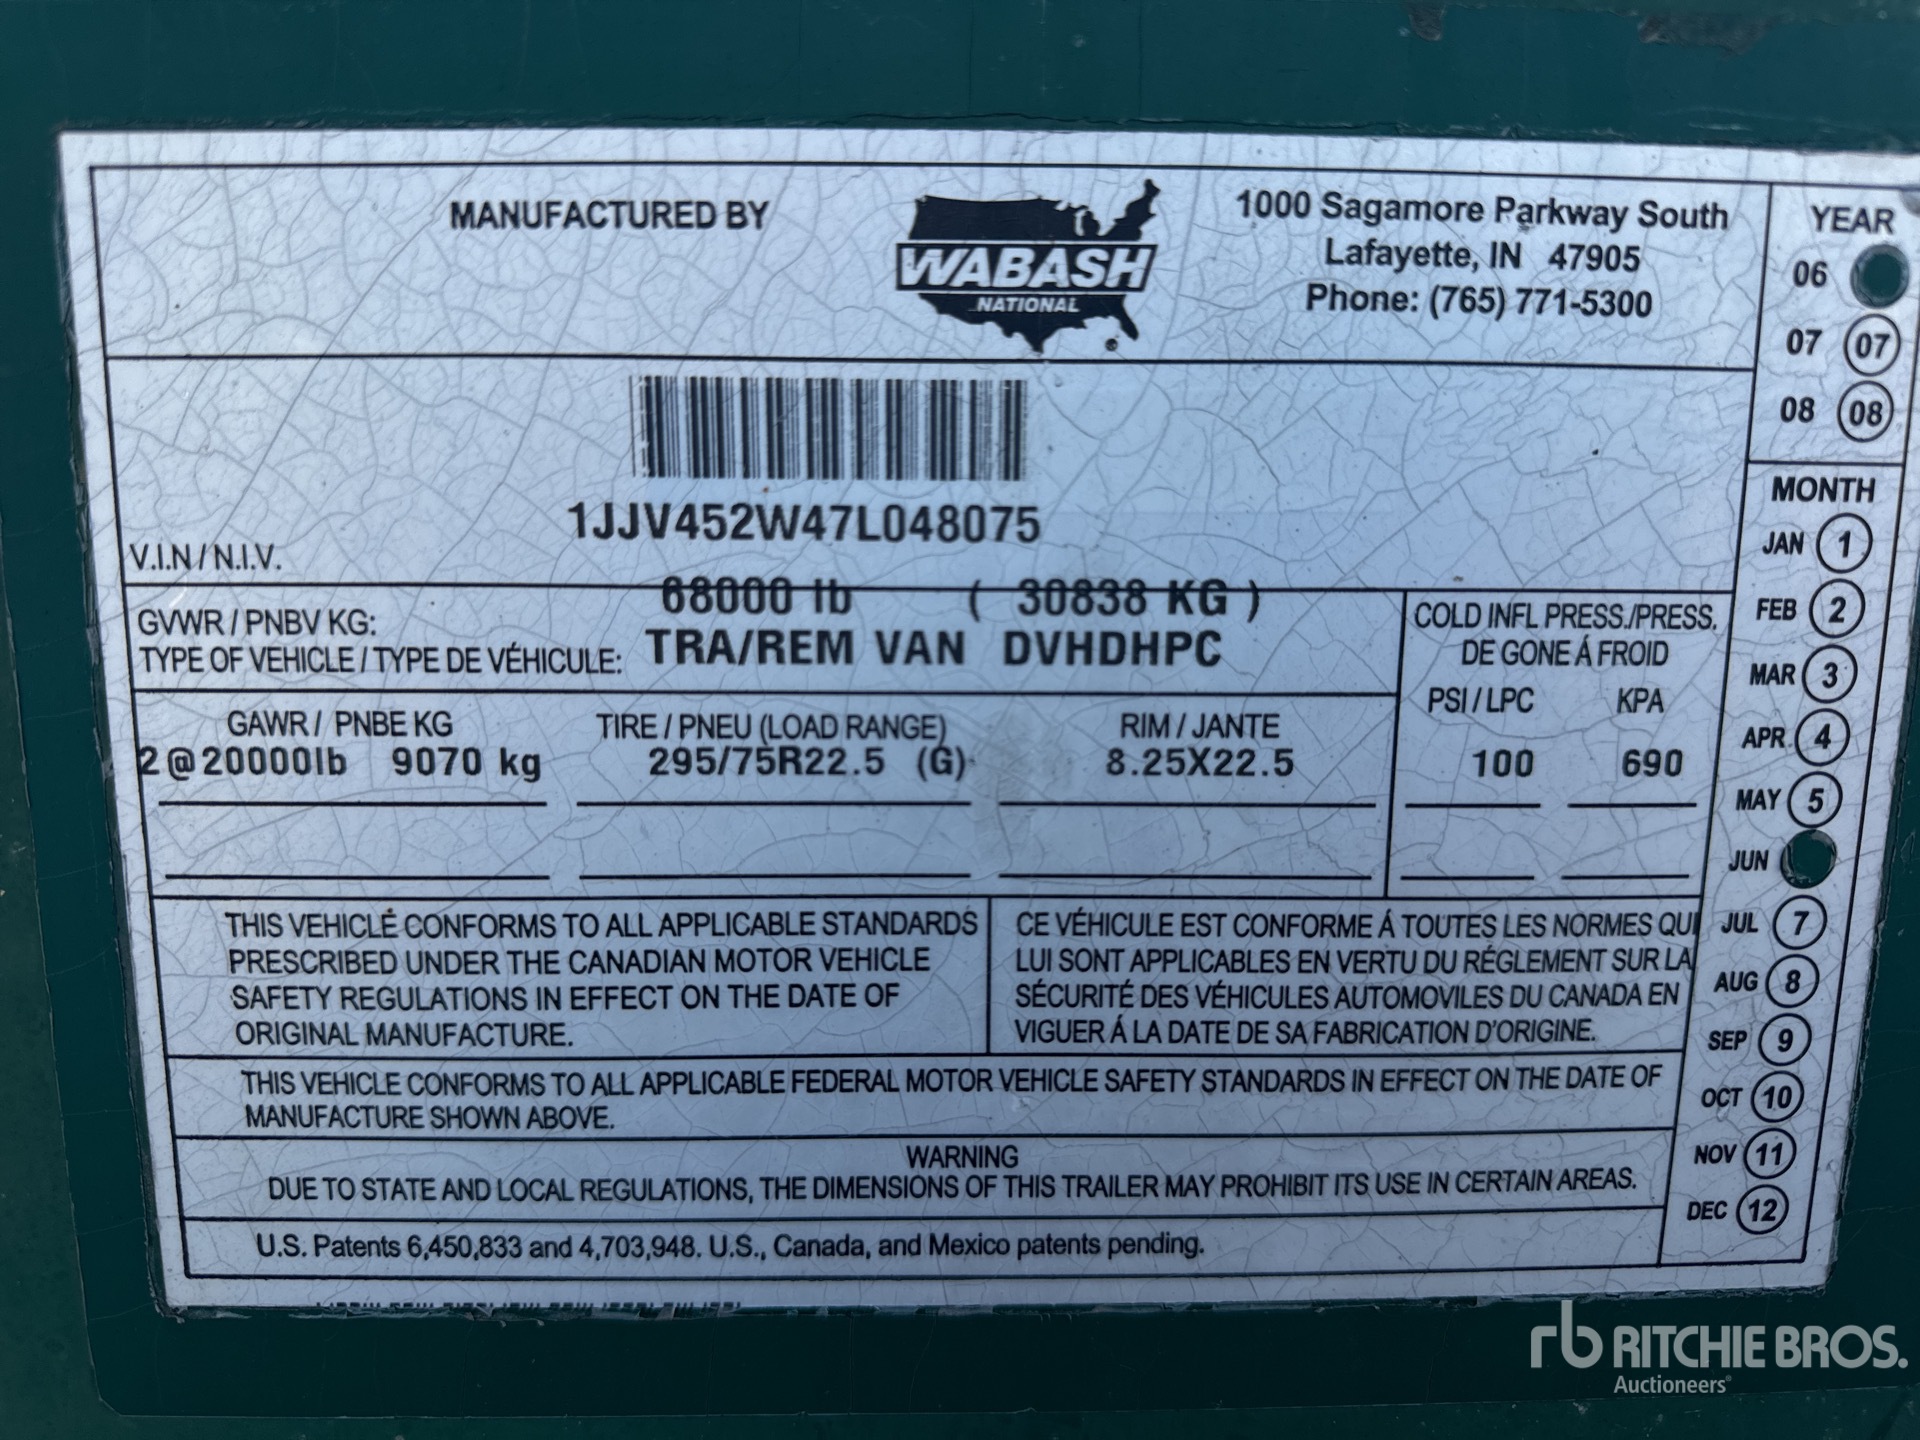 MANUFACTURED BY
WABASH
NATIONAL
®
1000 Sagamore Parkway South
Lafayette, IN 47905
Phone: (765) 771-5300
YEAR
06
07 07
08 08
1JJV452W47L048075
V.I.N/N.I.V.
GVWR / PNBV KG: 68000 lb ( 30838 KG )
TYPE OF VEHICLE / TYPE DE VÉHICULE: TRA/REM VAN DVHDHPC
COLD INFL PRESS./PRESS.
DE GONE Á FROID
PSI / LPC KPA
100 690
GAWR / PNBE KG TIRE / PNEU (LOAD RANGE) RIM / JANTE
2@20000lb 9070 kg 295/75R22.5 (G) 8.25X22.5
MONTH
JAN 1
FEB 2
MAR 3
APR. 4
MAY 5
JUN
JUL 7
AUG 8
SEP 9
OCT 10
NOV 11
DEC 12
THIS VEHICLE CONFORMS TO ALL APPLICABLE STANDARDS
PRESCRIBED UNDER THE CANADIAN MOTOR VEHICLE
SAFETY REGULATIONS IN EFFECT ON THE DATE OF
ORIGINAL MANUFACTURE.
CE VÉHICULE EST CONFORME Á TOUTES LES NORMES QUI
LUI SONT APPLICABLES EN VERTU DU RÉGLEMENT SUR LA
SÉCURITÉ DES VÉHICULES AUTOMOVILES DU CANADA EN
VIGUER Á LA DATE DE SA FABRICATION D'ORIGINE.
THIS VEHICLE CONFORMS TO ALL APPLICABLE FEDERAL MOTOR VEHICLE SAFETY STANDARDS IN EFFECT ON THE DATE OF
MANUFACTURE SHOWN ABOVE.
WARNING
DUE TO STATE AND LOCAL REGULATIONS, THE DIMENSIONS OF THIS TRAILER MAY PROHIBIT ITS USE IN CERTAIN AREAS.
U.S. Patents 6,450,833 and 4,703,948. U.S., Canada, and Mexico patents pending.
rb RITCHIE BROS.
Auctioneers®